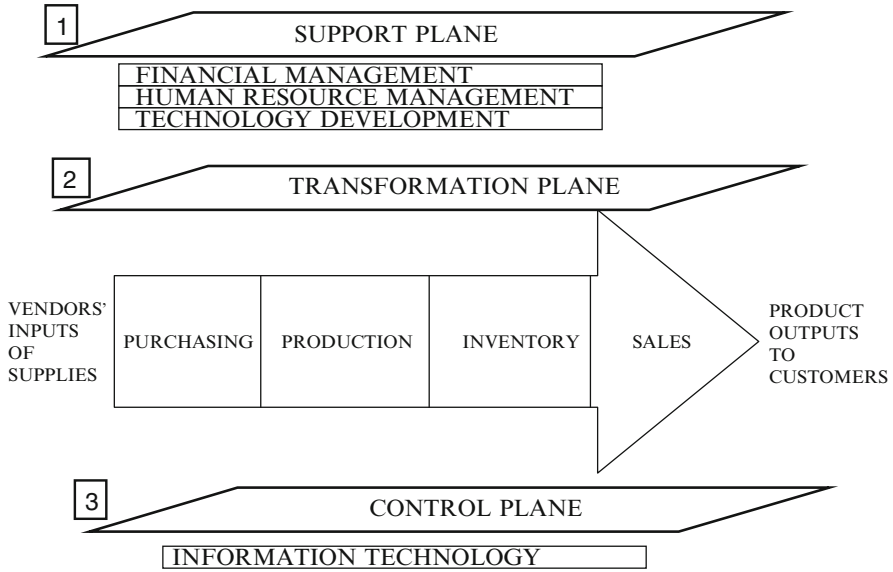 1
SUPPORT PLANE
FINANCIAL MANAGEMENT
HUMAN RESOURCE MANAGEMENT
TECHNOLOGY DEVELOPMENT
2
TRANSFORMATION PLANE
VENDORS’
INPUTS
OF
SUPPLIES
PURCHASING
PRODUCTION
INVENTORY
SALES
PRODUCT
OUTPUTS
TO
CUSTOMERS
3
CONTROL PLANE
INFORMATION TECHNOLOGY